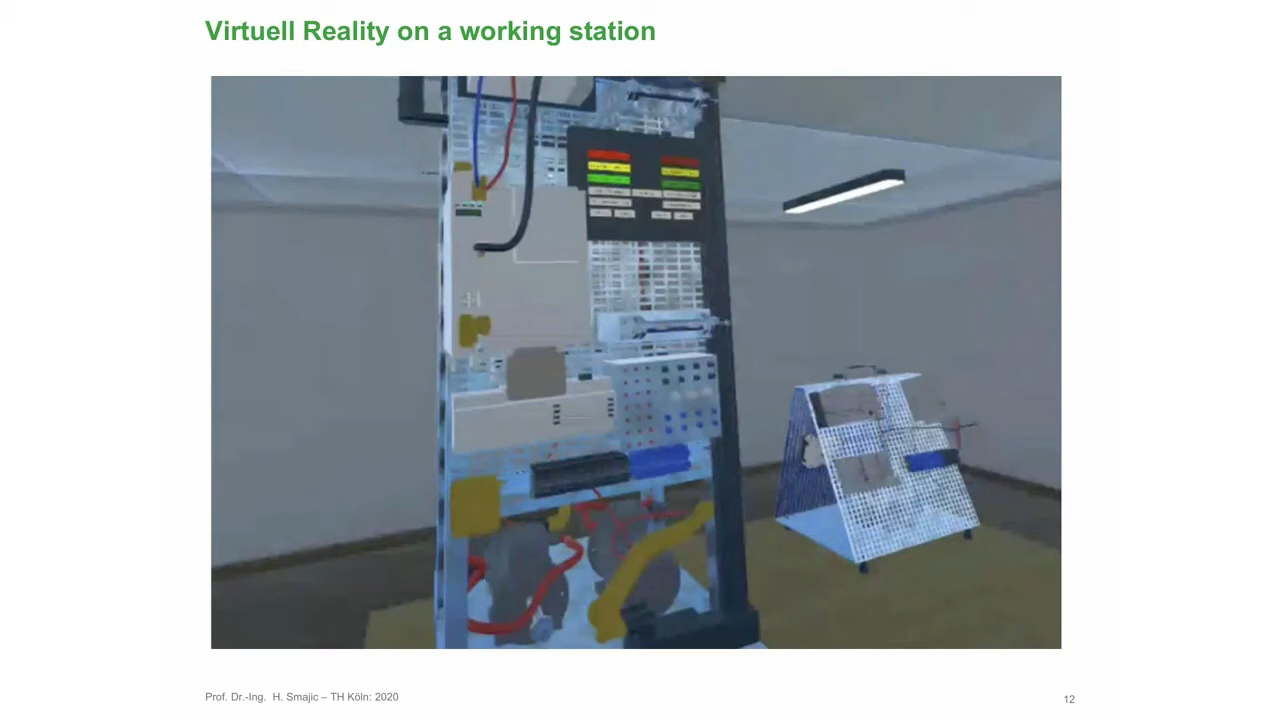 Virtuell Reality on a working station
Prof. Dr.-Ing. H. Smajic – TH Köln: 2020
12